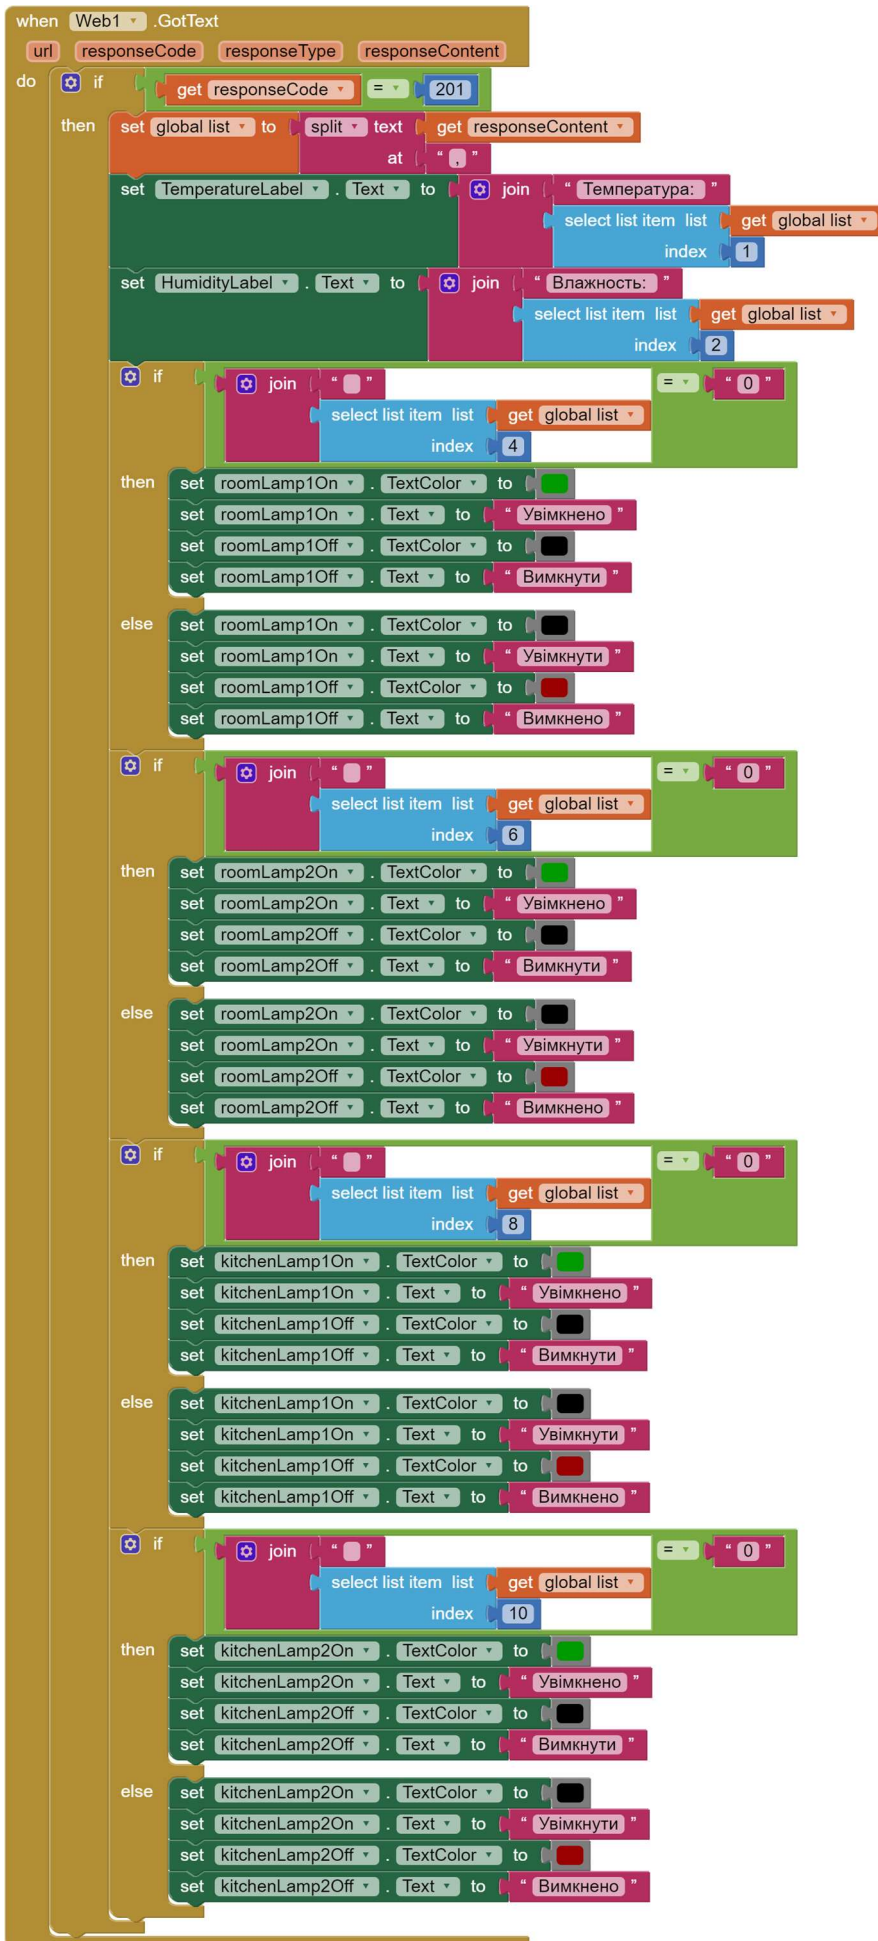 when Web1 .GotText
url responseCode responseType responseContent
do if get responseCode = 201
then set global list to split text get responseContent
at " , "
set TemperatureLabel . Text to join " Температура: "
select list item list get global list
index 1
set HumidityLabel . Text to join " Влажность: "
select list item list get global list
index 2
if join " " = " 0 "
select list item list get global list
index 4
then set roomLamp1On . TextColor to
set roomLamp1On . Text to " Увімкнено "
set roomLamp1Off . TextColor to
set roomLamp1Off . Text to " Вимкнути "
else set roomLamp1On . TextColor to
set roomLamp1On . Text to " Увімкнути "
set roomLamp1Off . TextColor to
set roomLamp1Off . Text to " Вимкнено "
if join " " = " 0 "
select list item list get global list
index 6
then set roomLamp2On . TextColor to
set roomLamp2On . Text to " Увімкнено "
set roomLamp2Off . TextColor to
set roomLamp2Off . Text to " Вимкнути "
else set roomLamp2On . TextColor to
set roomLamp2On . Text to " Увімкнути "
set roomLamp2Off . TextColor to
set roomLamp2Off . Text to " Вимкнено "
if join " " = " 0 "
select list item list get global list
index 8
then set kitchenLamp1On . TextColor to
set kitchenLamp1On . Text to " Увімкнено "
set kitchenLamp1Off . TextColor to
set kitchenLamp1Off . Text to " Вимкнути "
else set kitchenLamp1On . TextColor to
set kitchenLamp1On . Text to " Увімкнути "
set kitchenLamp1Off . TextColor to
set kitchenLamp1Off . Text to " Вимкнено "
if join " " = " 0 "
select list item list get global list
index 10
then set kitchenLamp2On . TextColor to
set kitchenLamp2On . Text to " Увімкнено "
set kitchenLamp2Off . TextColor to
set kitchenLamp2Off . Text to " Вимкнути "
else set kitchenLamp2On . TextColor to
set kitchenLamp2On . Text to " Увімкнути "
set kitchenLamp2Off . TextColor to
set kitchenLamp2Off . Text to " Вимкнено "